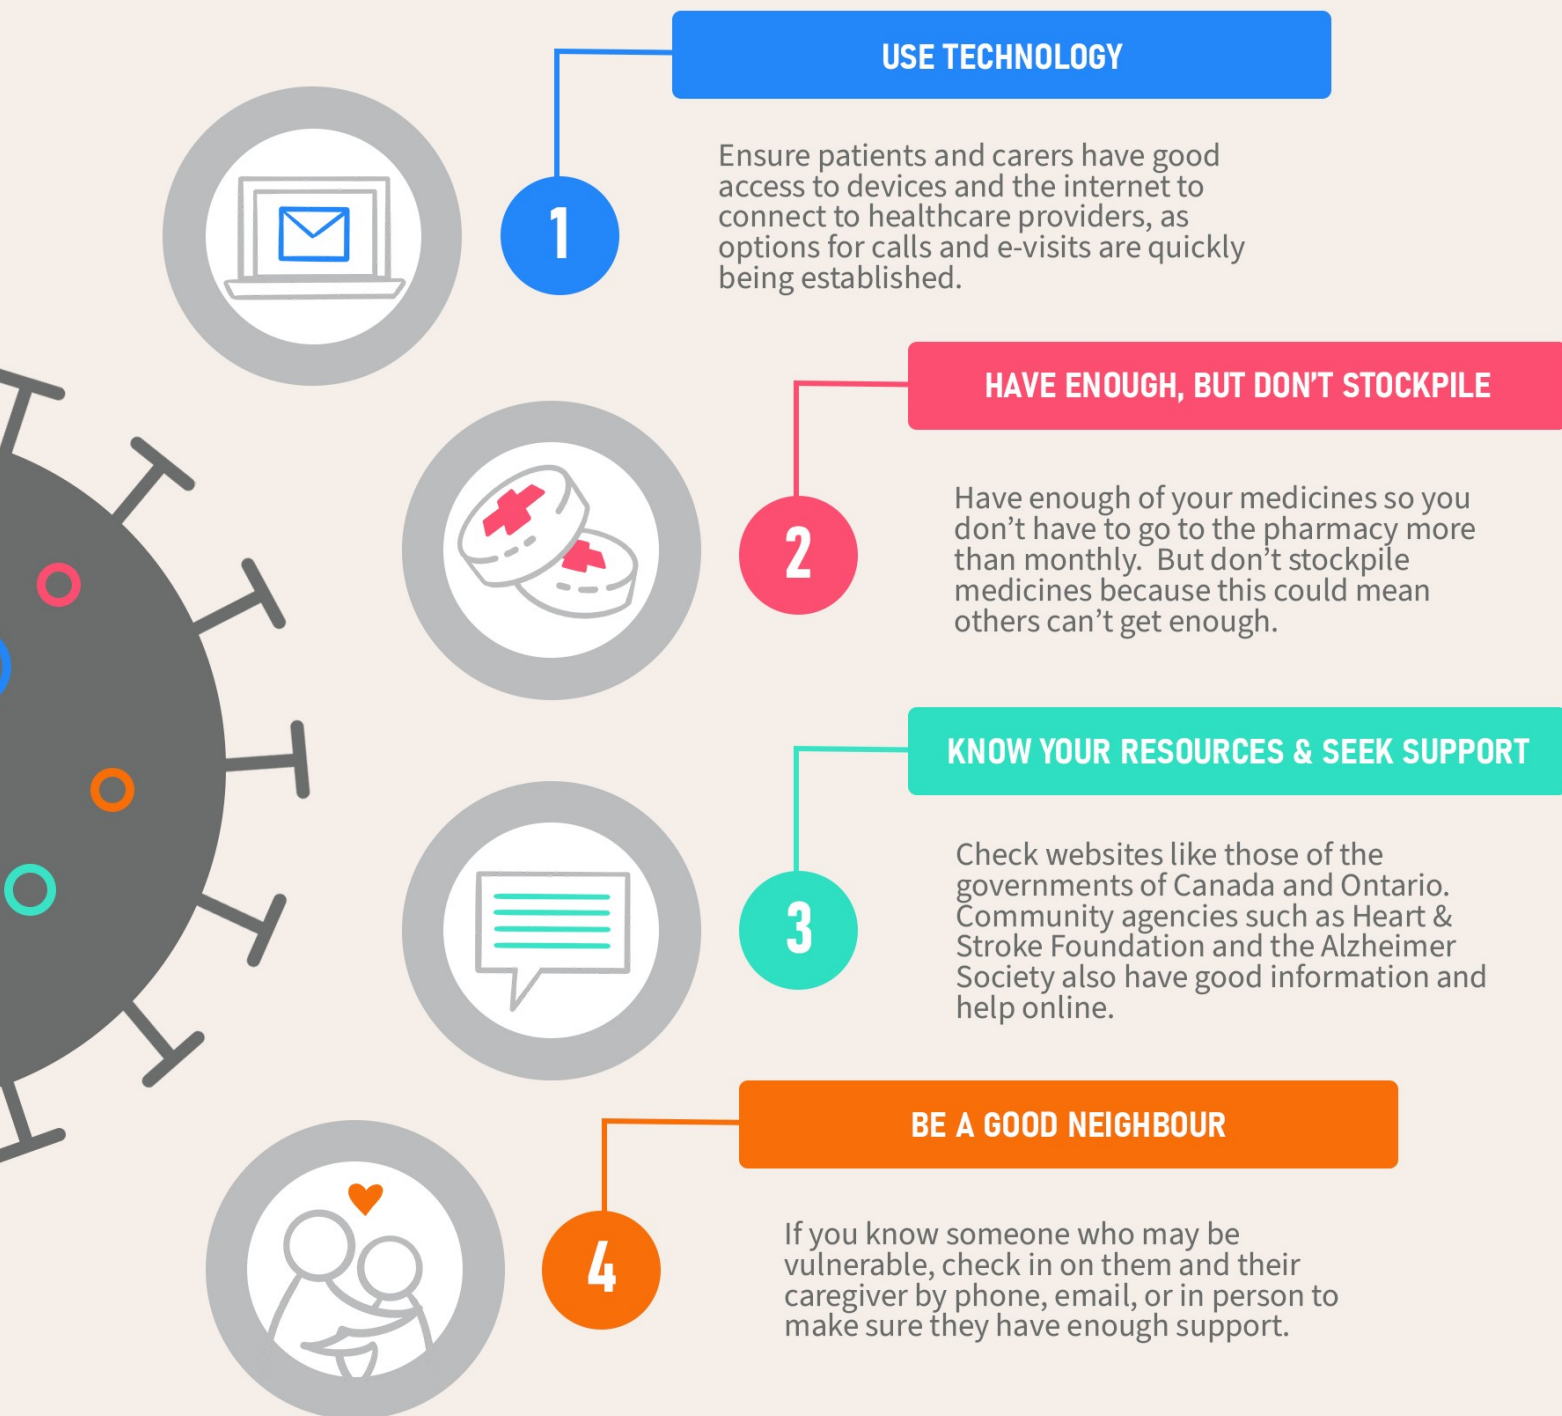 USE TECHNOLOGY
1
Ensure patients and carers have good
access to devices and the internet to
connect to healthcare providers, as
options for calls and e-visits are quickly
being established.
HAVE ENOUGH, BUT DON'T STOCKPILE
2
Have enough of your medicines so you
don't have to go to the pharmacy more
than monthly.  But don't stockpile
medicines because this could mean
others can't get enough.
KNOW YOUR RESOURCES & SEEK SUPPORT
3
Check websites like those of the
governments of Canada and Ontario.
Community agencies such as Heart &
Stroke Foundation and the Alzheimer
Society also have good information and
help online.
BE A GOOD NEIGHBOUR
4
If you know someone who may be
vulnerable, check in on them and their
caregiver by phone, email, or in person to
make sure they have enough support.